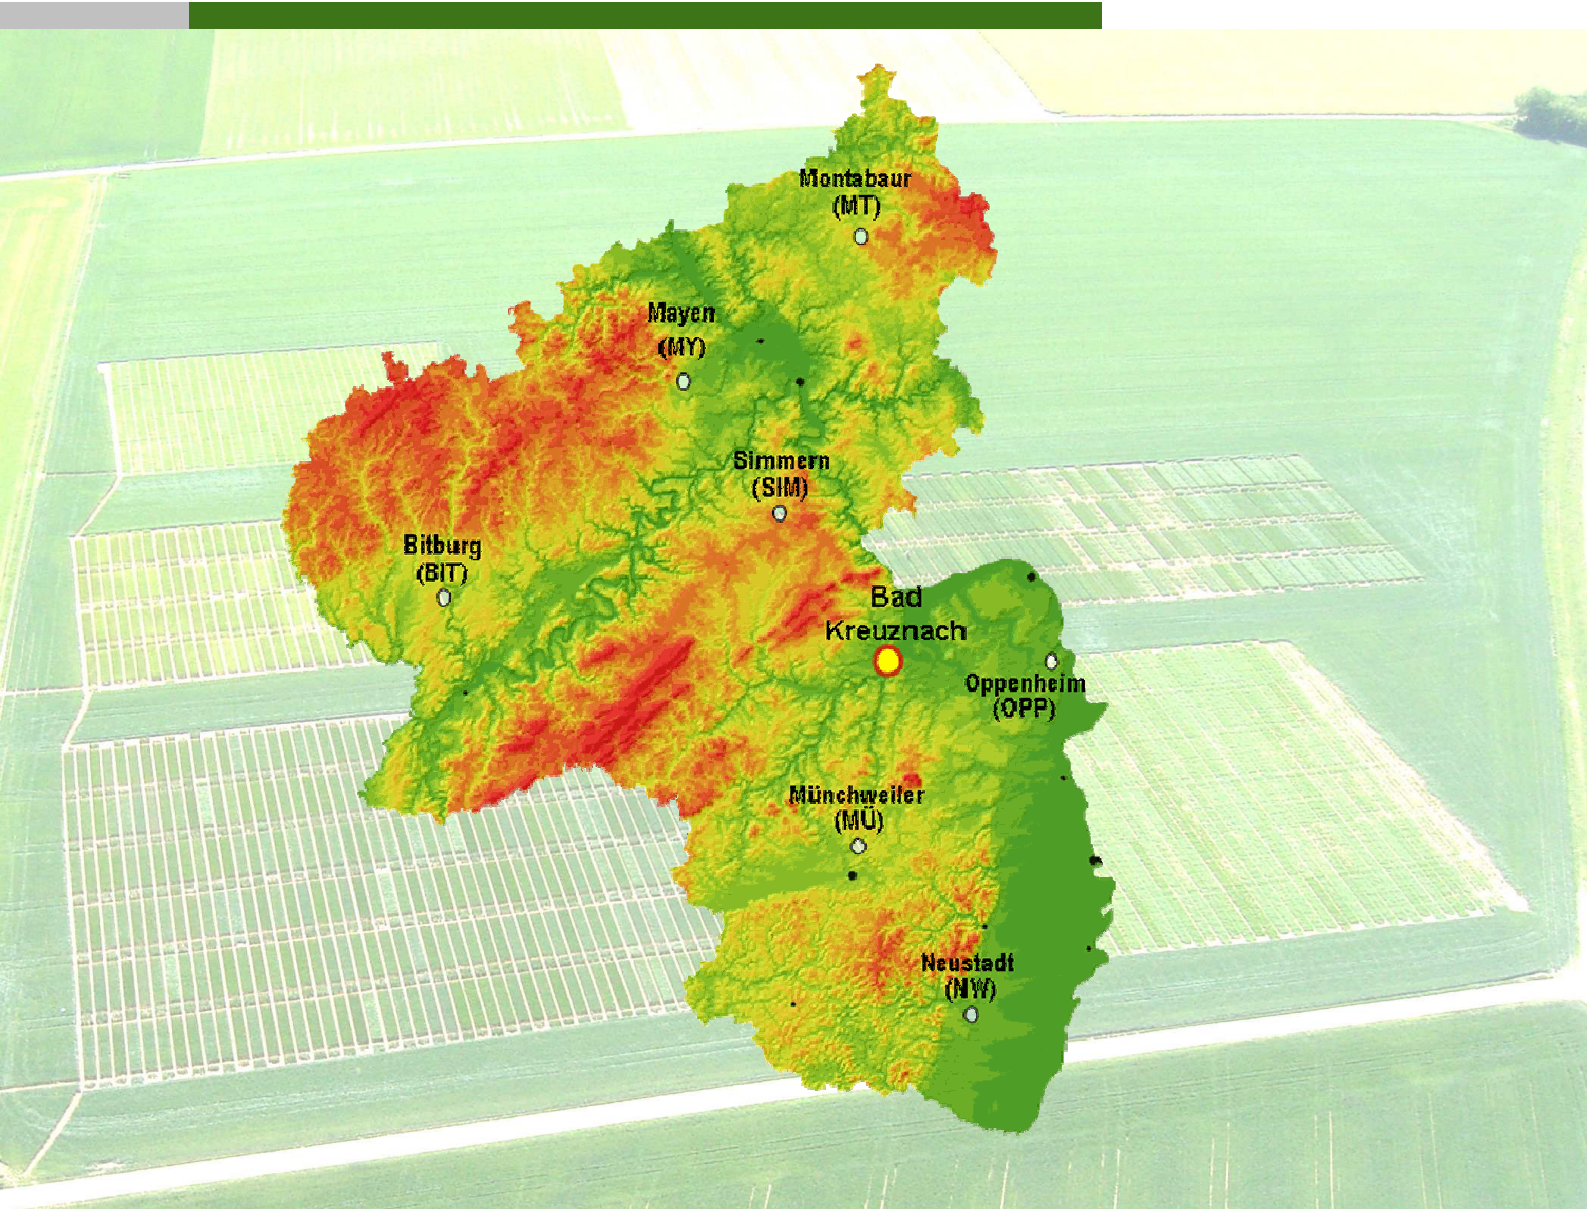 Montabaur
(MT)
Mayen
(MY)
Simmern
(SIM)
Bitburg
(BIT)
Bad
Kreuznach
Oppenheim
(OPP)
Münchweiler
(MÜ)
Neustadt
(NW)